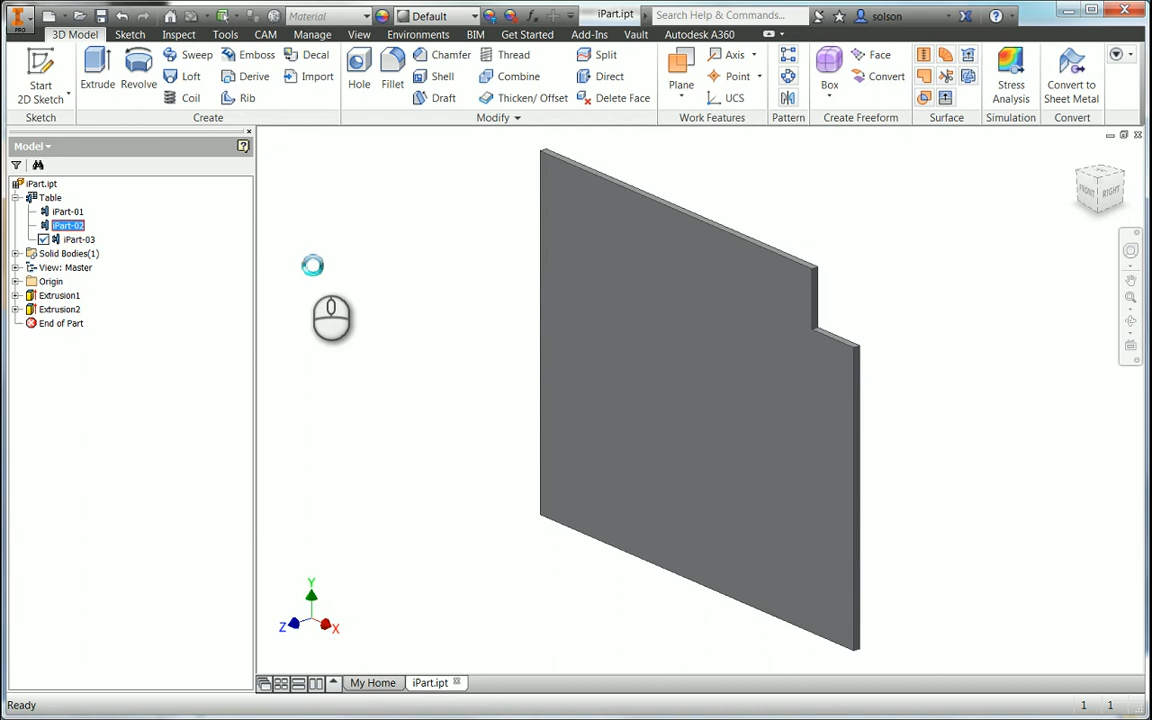 Material
Default
iPart.ipt
Search Help & Commands...
solson
PRO
3D Model Sketch Inspect Tools CAM Manage View Environments BIM Get Started Add-Ins Vault Autodesk A360
Start
2D Sketch
Extrude
Revolve
Sweep
Loft
Coil
Emboss
Derive
Rib
Decal
Import
Hole
Fillet
Chamfer
Shell
Draft
Thread
Combine
Thicken/ Offset
Split
Direct
Delete Face
Plane
Axis
Point
UCS
Box
Face
Convert
Stress
Analysis
Convert to
Sheet Metal
Sketch
Create
Modify
Work Features
Pattern
Create Freeform
Surface
Simulation
Convert
Model
iPart.ipt
Table
iPart-01
iPart-02
iPart-03
Solid Bodies(1)
View: Master
Origin
Extrusion1
Extrusion2
End of Part
FRONT
RIGHT
Y
Z
X
My Home
iPart.ipt
Ready
1 1